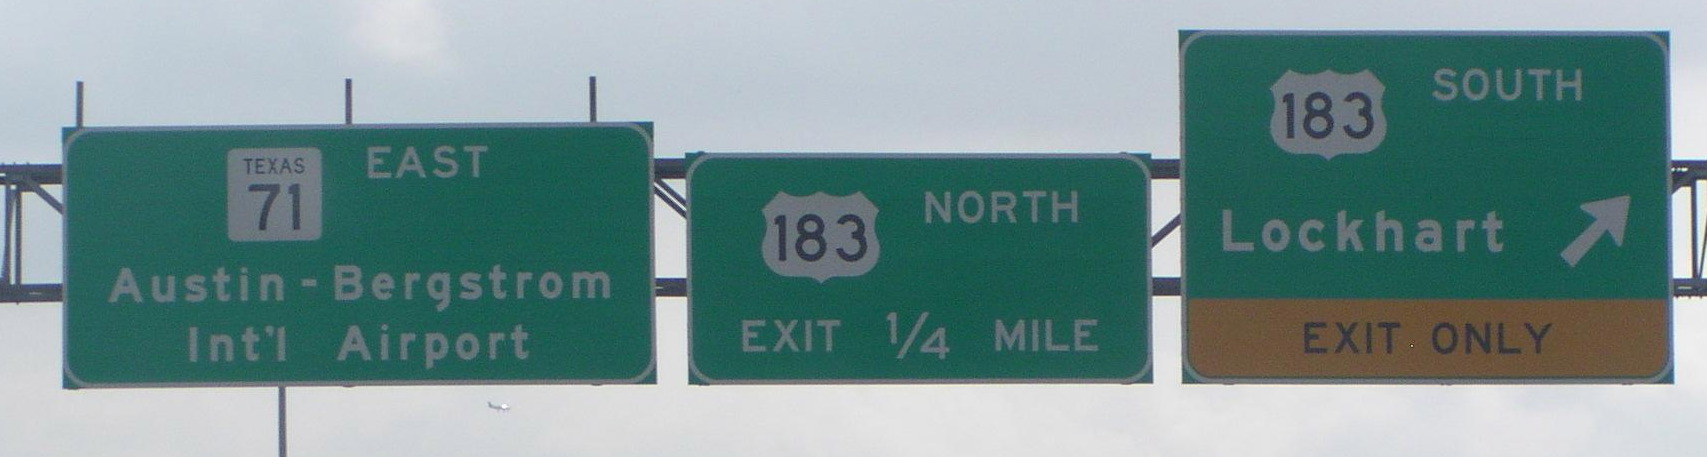 TEXAS
71
EAST
Austin-Bergstrom
Int'l Airport
183
NORTH
EXIT 1/4 MILE
183
SOUTH
Lockhart
EXIT ONLY